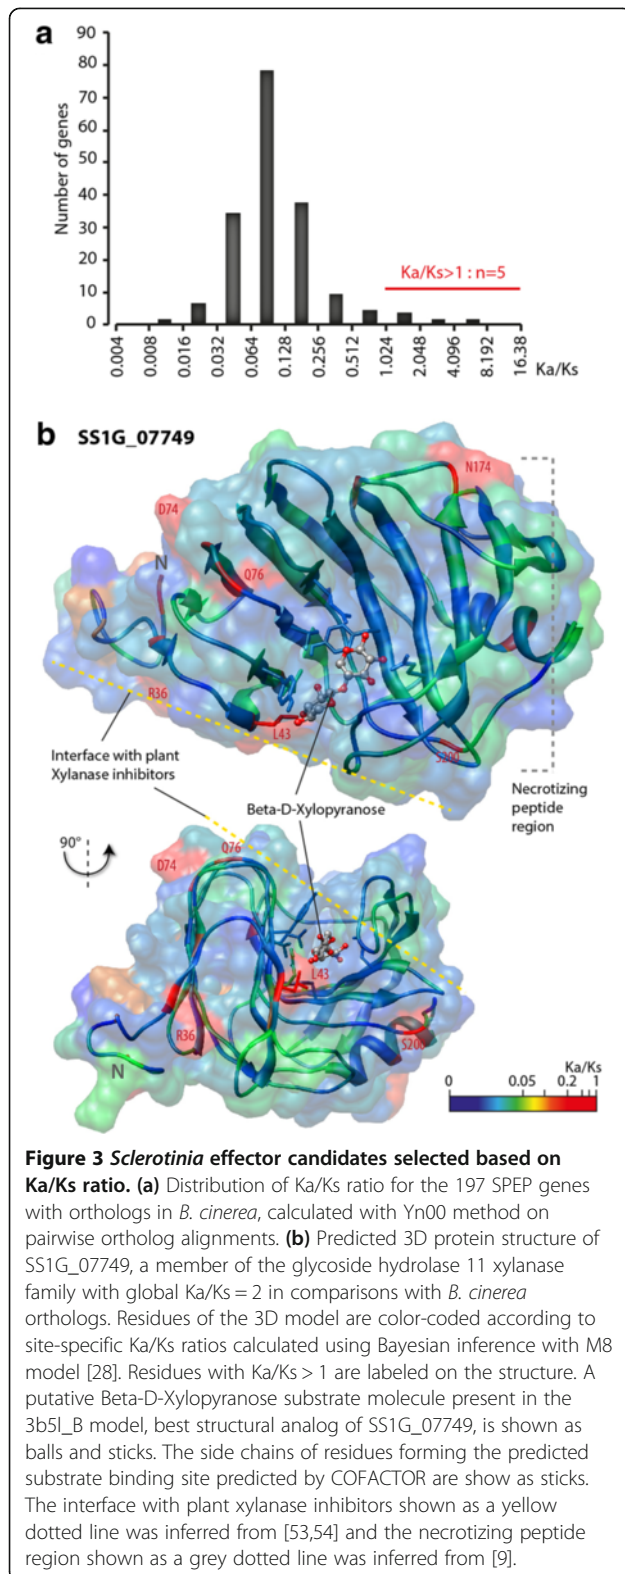 a
90
80
70
60
50
40
30
20
10
0
Number of genes
Ka/Ks>1 : n=5
0.004
0.008
0.016
0.032
0.064
0.128
0.256
0.512
1.024
2.048
4.096
8.192
16.38
Ka/Ks
b SS1G_07749
N174
D74
N
Q76
R36
L43
S200
Interface with plant
Xylanase inhibitors
Beta-D-Xylopyranose
Necrotizing
peptide
region
90°
Q76
D74
L43
R36
S200
N
Ka/Ks
0 0.05 0.2 1
Figure 3 Sclerotinia effector candidates selected based on
Ka/Ks ratio. (a) Distribution of Ka/Ks ratio for the 197 SPEP genes
with orthologs in B. cinerea, calculated with Yn00 method on
pairwise ortholog alignments. (b) Predicted 3D protein structure of
SS1G_07749, a member of the glycoside hydrolase 11 xylanase
family with global Ka/Ks = 2 in comparisons with B. cinerea
orthologs. Residues of the 3D model are color-coded according to
site-specific Ka/Ks ratios calculated using Bayesian inference with M8
model [28]. Residues with Ka/Ks > 1 are labeled on the structure. A
putative Beta-D-Xylopyranose substrate molecule present in the
3b5l_B model, best structural analog of SS1G_07749, is shown as
balls and sticks. The side chains of residues forming the predicted
substrate binding site predicted by COFACTOR are show as sticks.
The interface with plant xylanase inhibitors shown as a yellow
dotted line was inferred from [53,54] and the necrotizing peptide
region shown as a grey dotted line was inferred from [9].